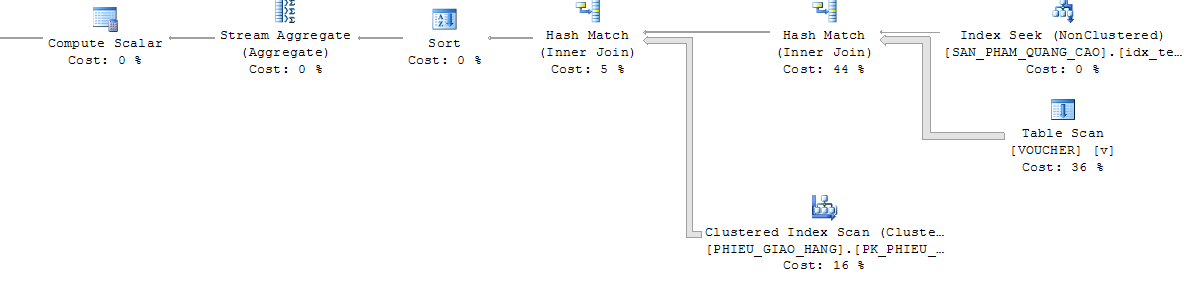 Compute Scalar
Cost: 0 %
Stream Aggregate
(Aggregate)
Cost: 0 %
Sort
Cost: 0 %
Hash Match
(Inner Join)
Cost: 5 %
Hash Match
(Inner Join)
Cost: 44 %
Index Seek (NonClustered)
[SAN_PHAM_QUANG_CAO].[idx_te…
Cost: 0 %
Table Scan
[VOUCHER] [v]
Cost: 36 %
Clustered Index Scan (Cluste…
[PHIEU_GIAO_HANG].[PK_PHIEU_…
Cost: 16 %